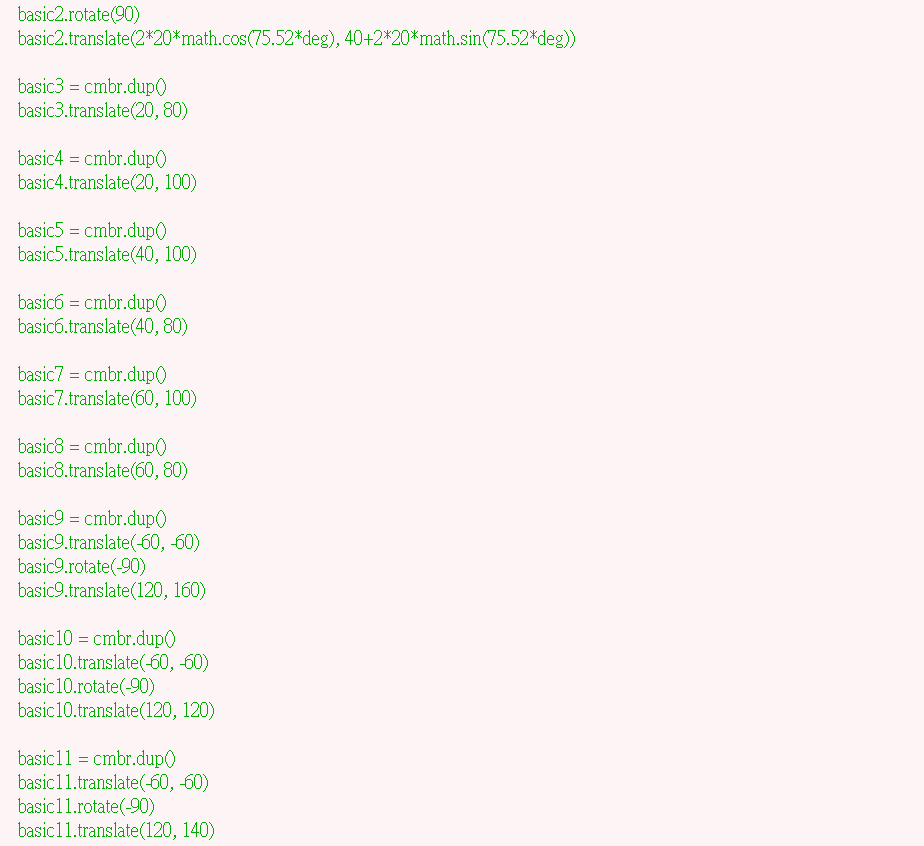 basic2.rotate(90)
basic2.translate(2*20*math.cos(75.52*deg), 40+2*20*math.sin(75.52*deg))
basic3 = cmbr.dup()
basic3.translate(20, 80)
basic4 = cmbr.dup()
basic4.translate(20, 100)
basic5 = cmbr.dup()
basic5.translate(40, 100)
basic6 = cmbr.dup()
basic6.translate(40, 80)
basic7 = cmbr.dup()
basic7.translate(60, 100)
basic8 = cmbr.dup()
basic8.translate(60, 80)
basic9 = cmbr.dup()
basic9.translate(-60, -60)
basic9.rotate(-90)
basic9.translate(120, 160)
basic10 = cmbr.dup()
basic10.translate(-60, -60)
basic10.rotate(-90)
basic10.translate(120, 120)
basic11 = cmbr.dup()
basic11.translate(-60, -60)
basic11.rotate(-90)
basic11.translate(120, 140)